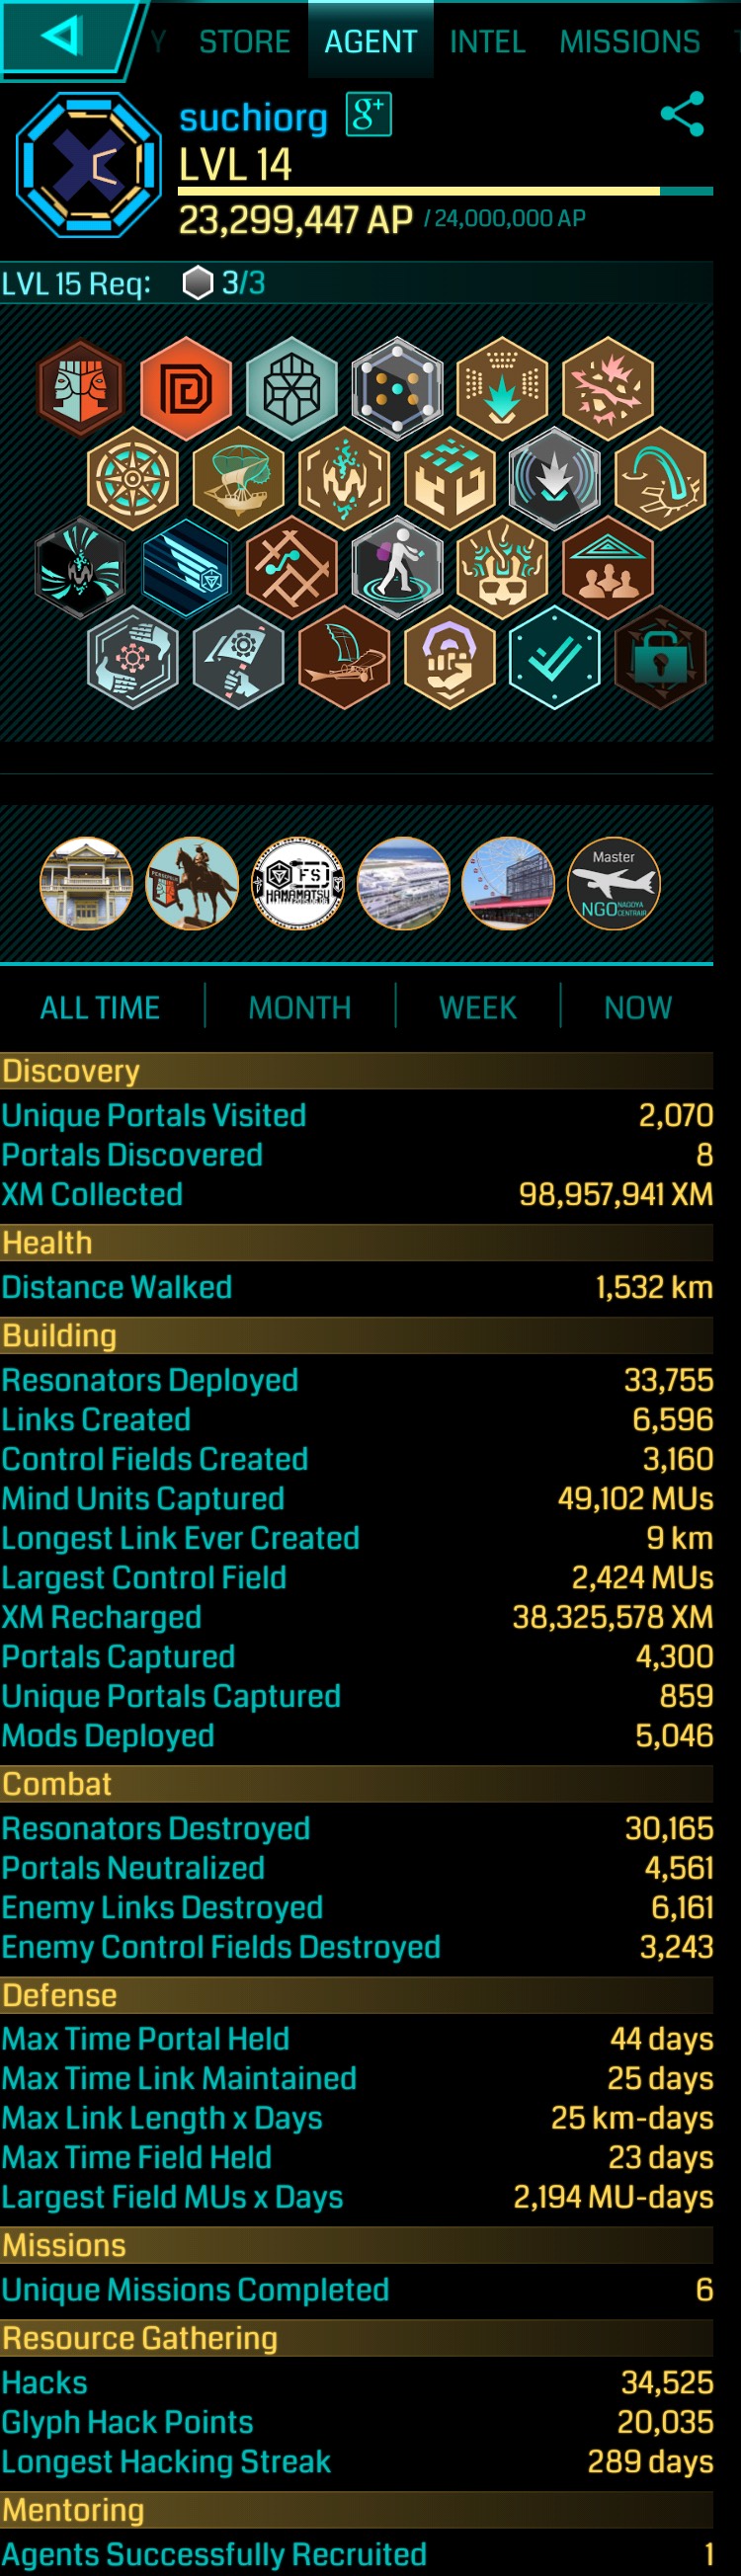 Y STORE AGENT INTEL MISSIONS
suchiorg g+
LVL 14
23,299,447 AP / 24,000,000 AP
LVL 15 Req: 3/3
FS
HAMAMATSU
Master
NGO NAGOYA CENTRAIR
ALL TIME MONTH WEEK NOW
Discovery
Unique Portals Visited 2,070
Portals Discovered 8
XM Collected 98,957,941 XM
Health
Distance Walked 1,532 km
Building
Resonators Deployed 33,755
Links Created 6,596
Control Fields Created 3,160
Mind Units Captured 49,102 MUs
Longest Link Ever Created 9 km
Largest Control Field 2,424 MUs
XM Recharged 38,325,578 XM
Portals Captured 4,300
Unique Portals Captured 859
Mods Deployed 5,046
Combat
Resonators Destroyed 30,165
Portals Neutralized 4,561
Enemy Links Destroyed 6,161
Enemy Control Fields Destroyed 3,243
Defense
Max Time Portal Held 44 days
Max Time Link Maintained 25 days
Max Link Length x Days 25 km-days
Max Time Field Held 23 days
Largest Field MUs x Days 2,194 MU-days
Missions
Unique Missions Completed 6
Resource Gathering
Hacks 34,525
Glyph Hack Points 20,035
Longest Hacking Streak 289 days
Mentoring
Agents Successfully Recruited 1